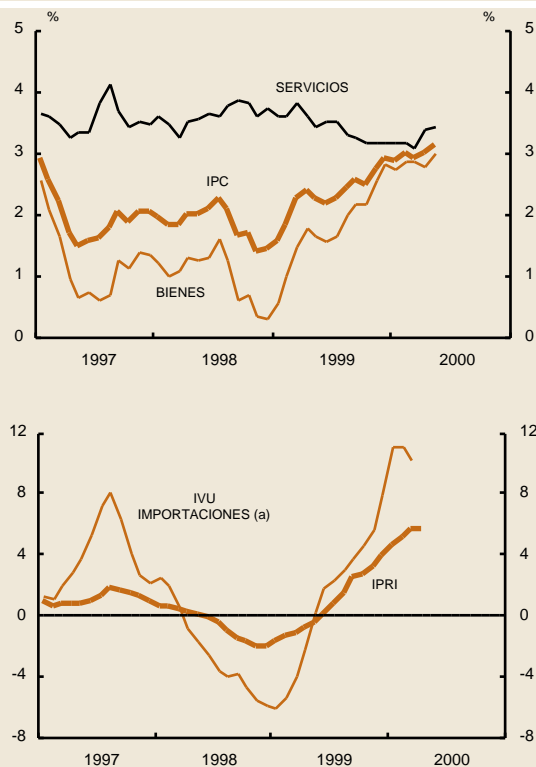 % %
5 5
SERVICIOS
4 4
3 3
IPC
2 2
1 1
BIENES
0 0
1997 1998 1999 2000
12 12
8 8
IVU
IMPORTACIONES (a)
4 4
IPRI
0 0
-4 -4
-8 -8
1997 1998 1999 2000